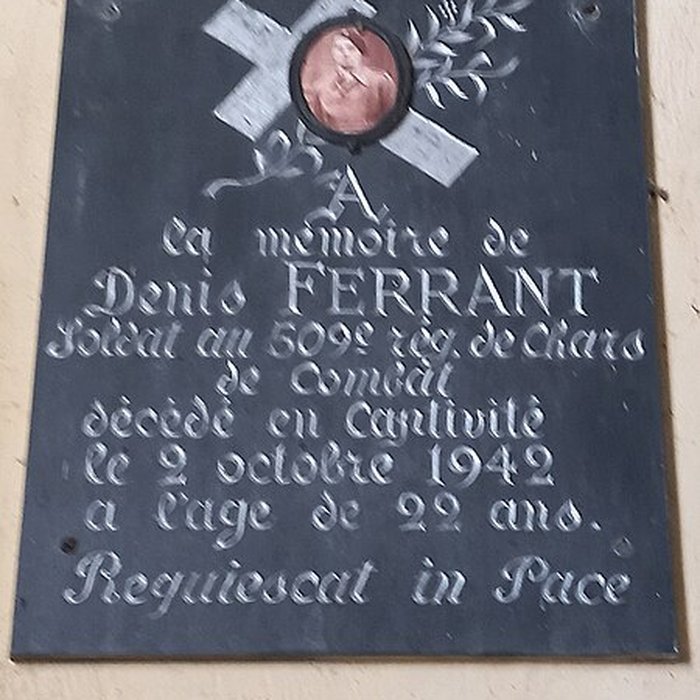 A
la mémoire de
Denis FERRANT
Soldat au 509e rég. de Chars
de Combat
décédé en Captivité
le 2 octobre 1942
a l'age de 22 ans.
Requiescat in Pace